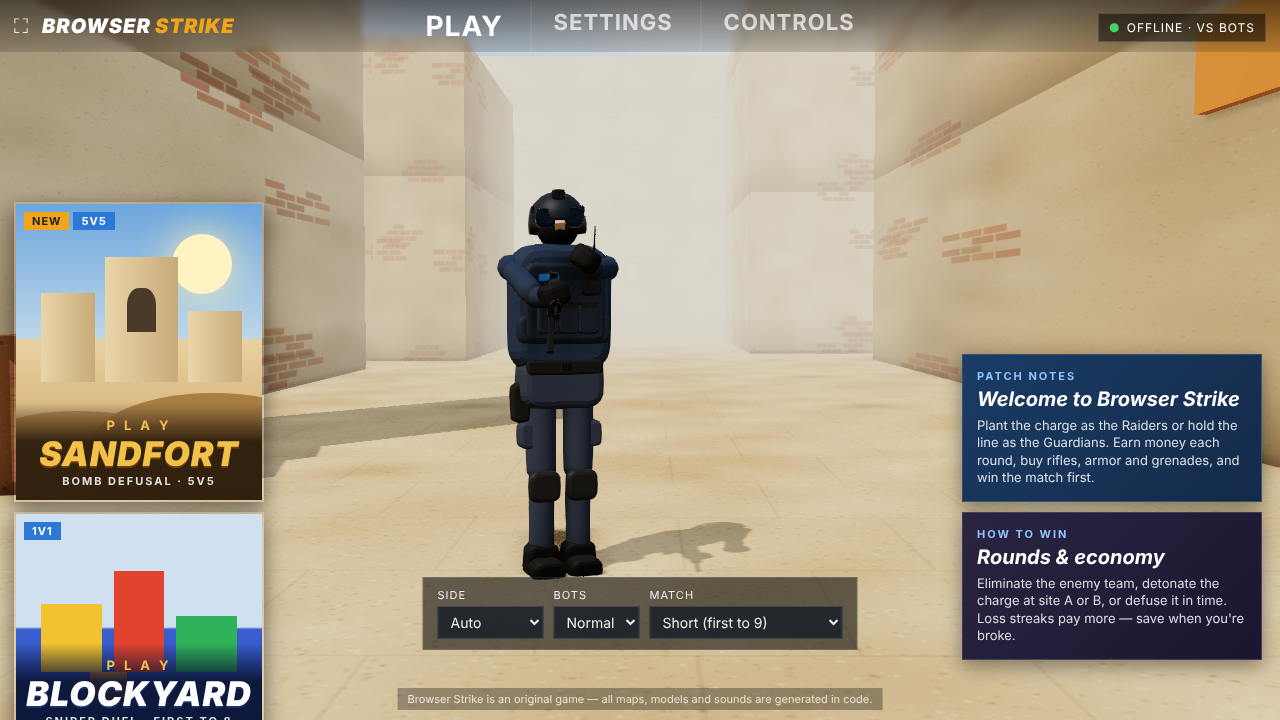 BROWSER STRIKE
PLAY
SETTINGS
CONTROLS
OFFLINE · VS BOTS
NEW
5V5
PLAY
SANDFORT
BOMB DEFUSAL · 5V5
1V1
PLAY
BLOCKYARD
SNIPER DUEL · FIRST TO 8
SIDE
BOTS
MATCH
Auto
Normal
Short (first to 9)
PATCH NOTES
Welcome to Browser Strike
Plant the charge as the Raiders or hold the
line as the Guardians. Earn money each
round, buy rifles, armor and grenades, and
win the match first.
HOW TO WIN
Rounds & economy
Eliminate the enemy team, detonate the
charge at site A or B, or defuse it in time.
Loss streaks pay more — save when you're
broke.
Browser Strike is an original game — all maps, models and sounds are generated in code.